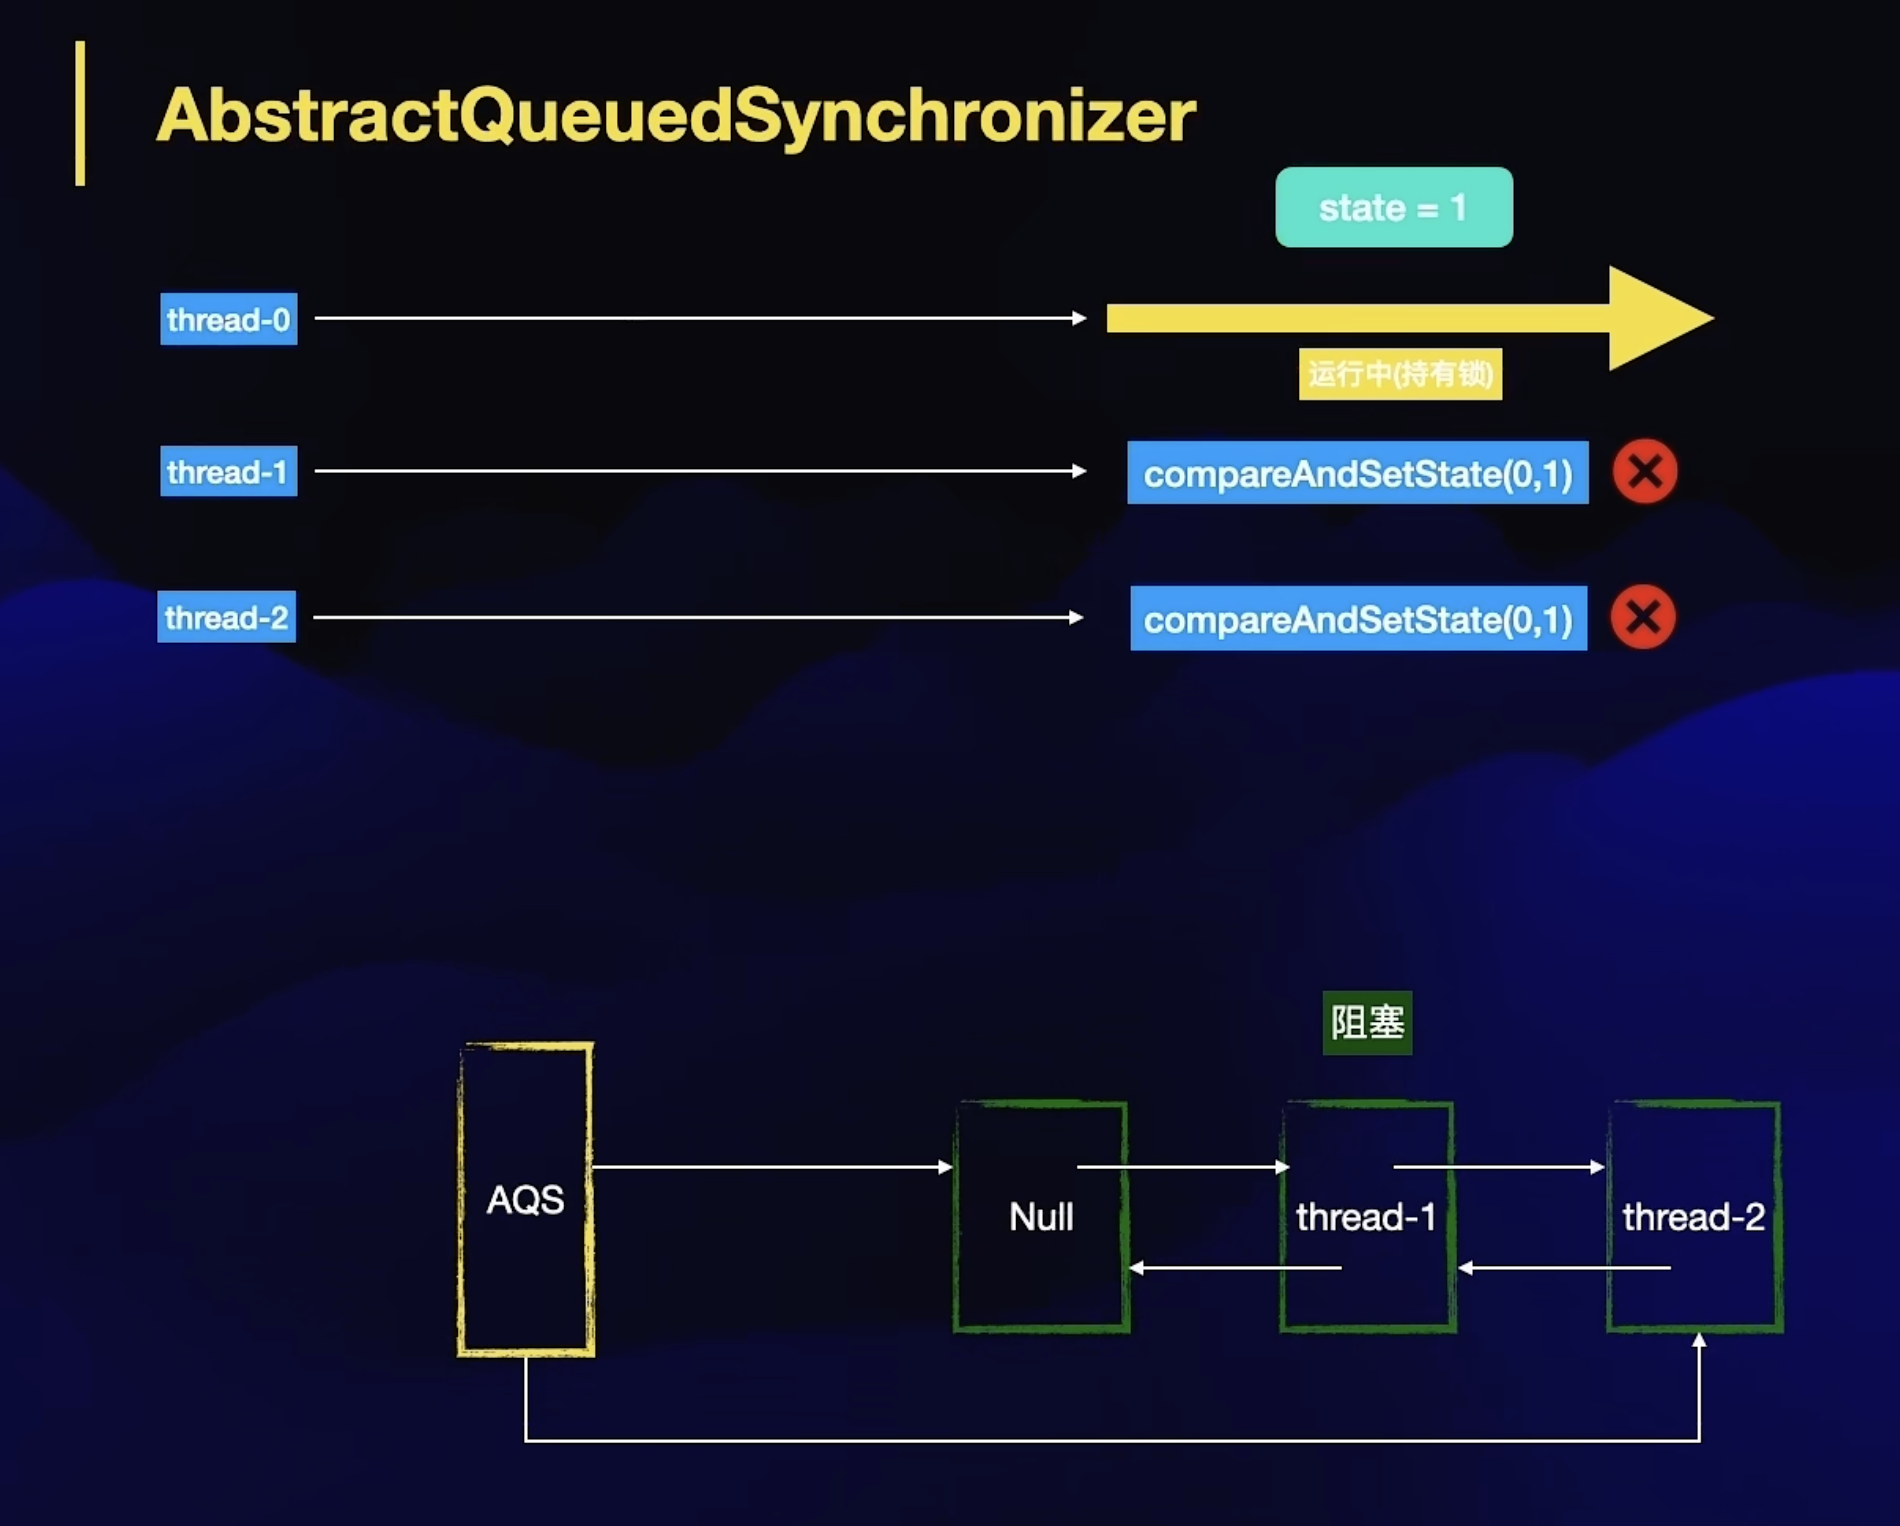 AbstractQueuedSynchronizer
state = 1
thread-0
运行中(持有锁)
thread-1
compareAndSetState(0,1)
thread-2
compareAndSetState(0,1)
阻塞
AQS
Null
thread-1
thread-2